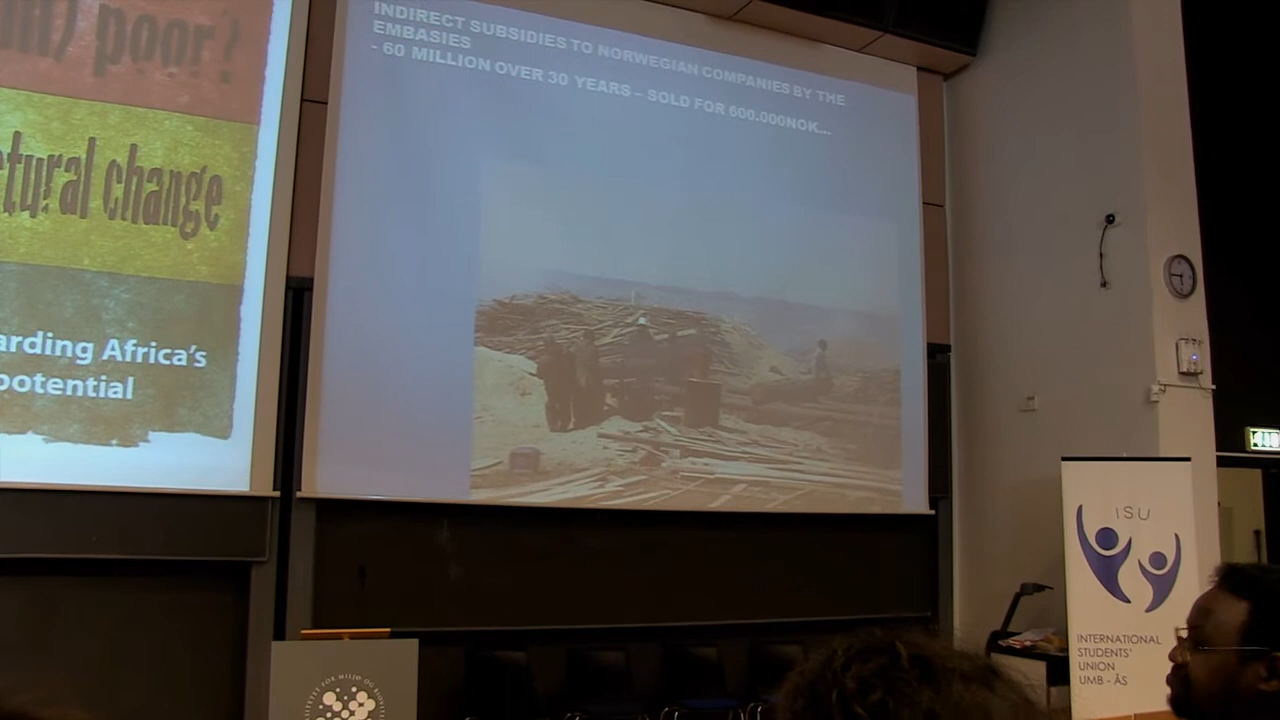 poor?
tural change
arding Africa's
potential
INDIRECT SUBSIDIES TO NORWEGIAN COMPANIES BY THE
EMBASIES
- 60 MILLION OVER 30 YEARS – SOLD FOR 600.000NOK...
ISU
INTERNATIONAL
STUDENTS'
UNION
UMB - ÅS